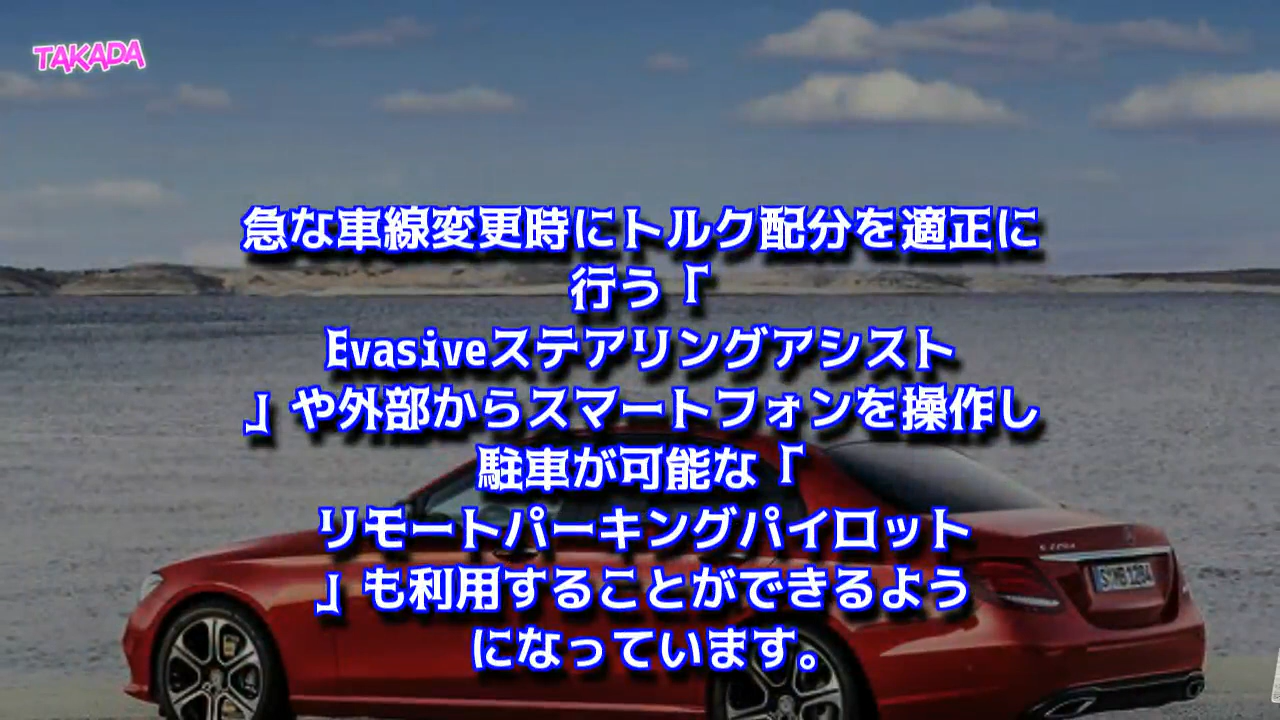 TAKADA
急な車線変更時にトルク配分を適正に
行う「
Evasiveステアリングアシスト
」や外部からスマートフォンを操作し
駐車が可能な「
リモートパーキングパイロット
」も利用することができるよう
になっています。